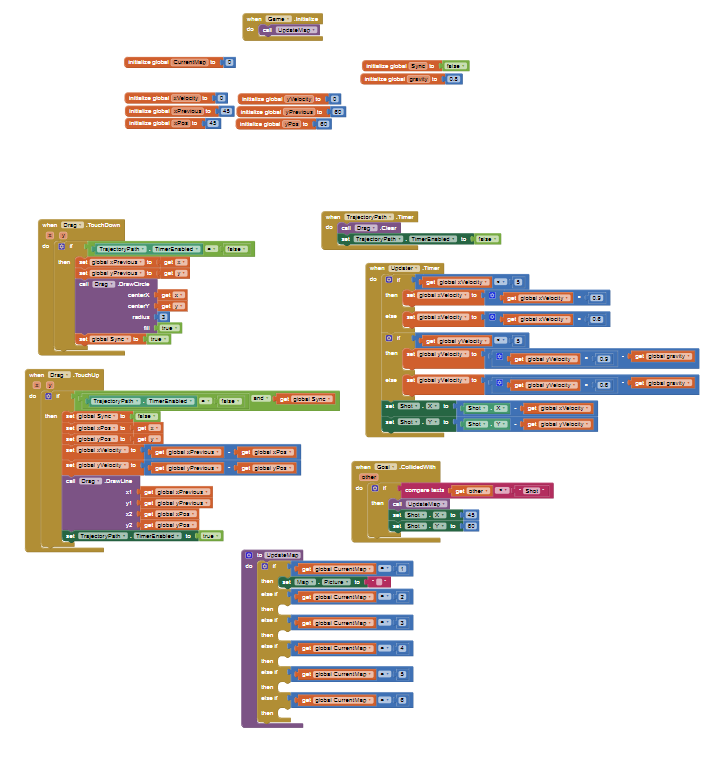 when Game .Initialize
do call UpdateMap
initialize global CurrentMap to 0
initialize global Sync to false
initialize global gravity to 0.5
initialize global xVelocity to 0
initialize global yVelocity to 0
initialize global xPrevious to 45
initialize global yPrevious to 60
initialize global xPos to 45
initialize global yPos to 60
when Drag .TouchDown
x y
do if TrajectoryPath . TimerEnabled = false
then set global xPrevious to get x
set global yPrevious to get y
call Drag .DrawCircle
centerX get x
centerY get y
radius
fill true
set global Sync to true
when TrajectoryPath .Timer
do call Drag .Clear
set TrajectoryPath . TimerEnabled to false
when Updater .Timer
do if get global xVelocity 5
then set global xVelocity to get global xVelocity 0.9
else set global xVelocity to get global xVelocity 0.6
if get global yVelocity 5
then set global yVelocity to get global yVelocity 0.9 - get global gravity
else set global yVelocity to get global yVelocity 0.6 - get global gravity
set Shot . X to Shot . X - get global xVelocity
set Shot . Y to Shot . Y - get global yVelocity
when Drag .TouchUp
x y
do if TrajectoryPath . TimerEnabled = false and get global Sync
then set global Sync to false
set global xPos to get x
set global yPos to get y
set global xVelocity to get global xPrevious - get global xPos
set global yVelocity to get global yPrevious - get global yPos
call Drag .DrawLine
x1 get global xPrevious
y1 get global yPrevious
x2 get global xPos
y2 get global yPos
set TrajectoryPath . TimerEnabled to true
when Goal .CollidedWith
other
do if compare texts get other = " Shot "
then call UpdateMap
set Shot . X to 45
set Shot . Y to 60
to UpdateMap
do if get global CurrentMap = 1
then set Map . Picture to " "
else if get global CurrentMap = 2
then
else if get global CurrentMap = 3
then
else if get global CurrentMap = 4
then
else if get global CurrentMap = 5
then
else if get global CurrentMap = 6
then